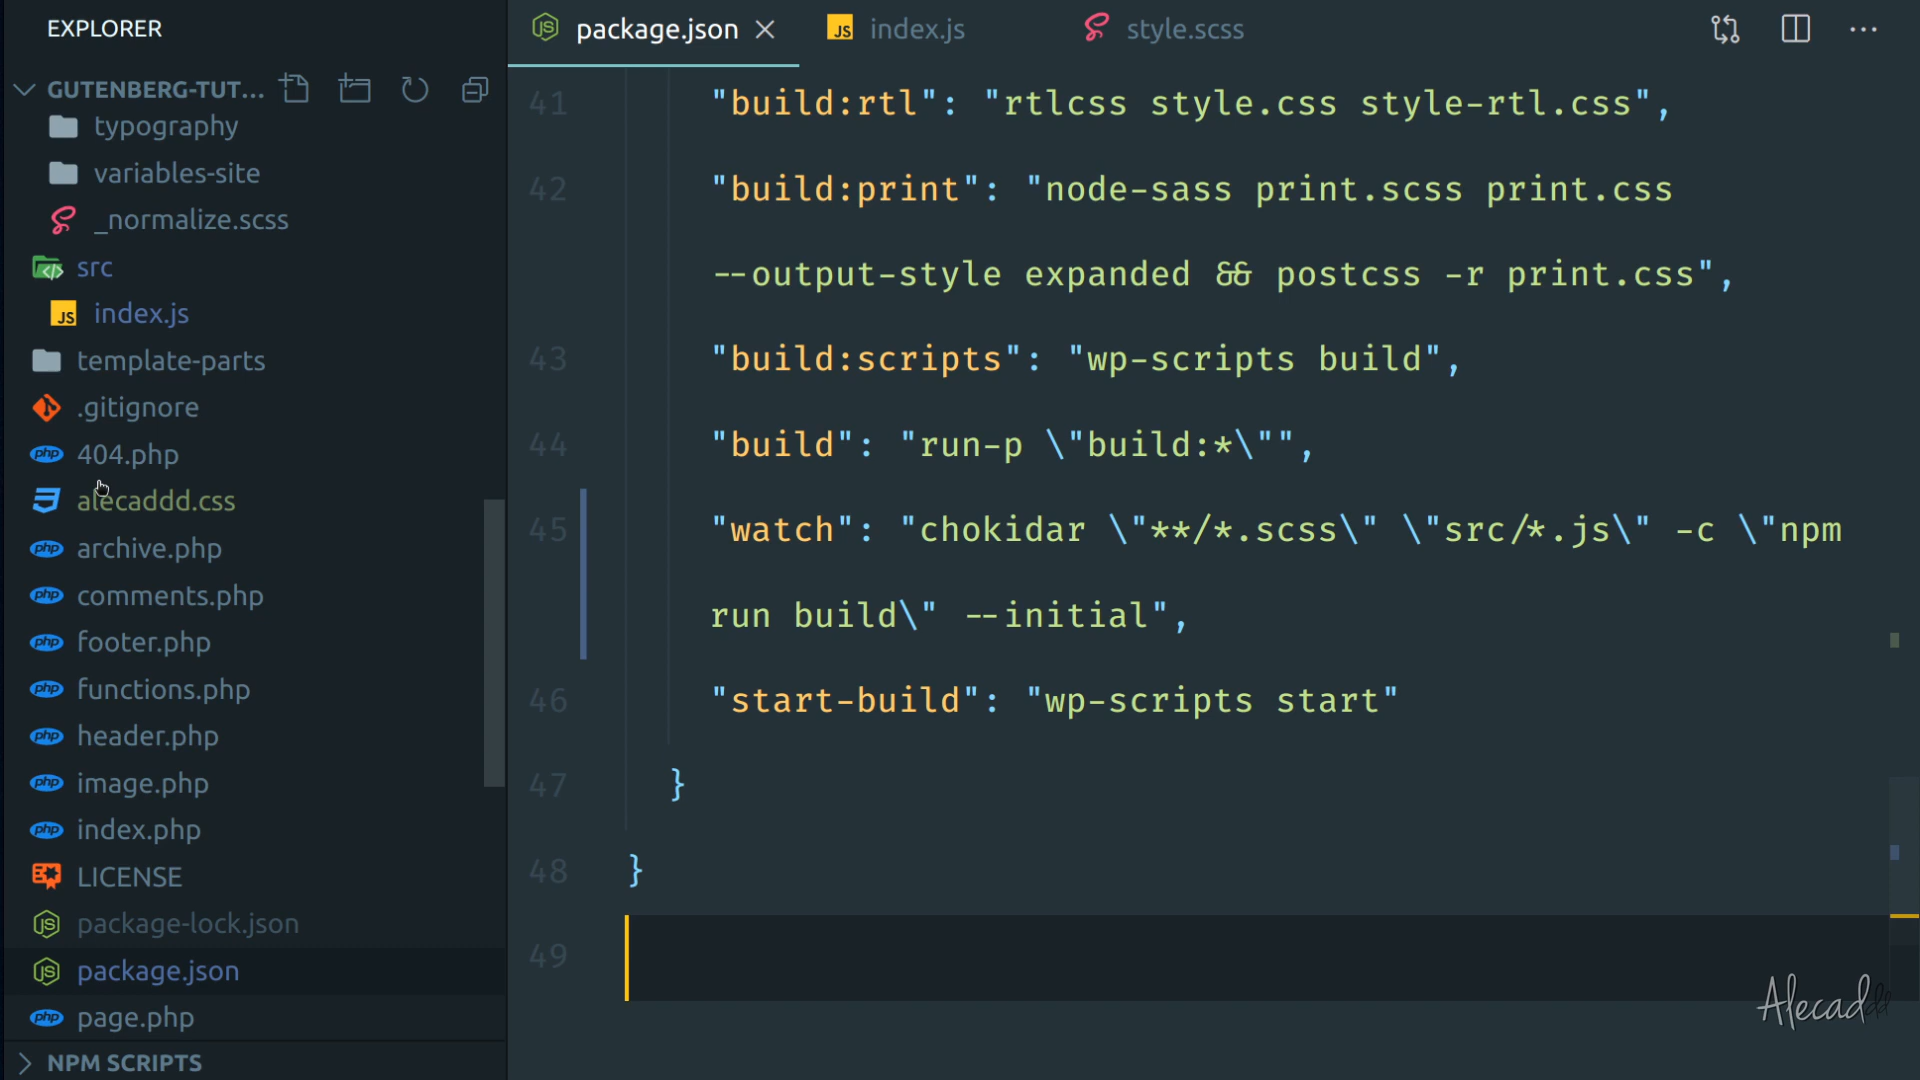 EXPLORER
GUTENBERG-TUT...
typography
variables-site
_normalize.scss
src
index.js
template-parts
.gitignore
404.php
alecaddd.css
archive.php
comments.php
footer.php
functions.php
header.php
image.php
index.php
LICENSE
package-lock.json
package.json
page.php
NPM SCRIPTS
package.json
index.js
style.scss
41 "build:rtl": "rtlcss style.css style-rtl.css",
42 "build:print": "node-sass print.scss print.css
--output-style expanded && postcss -r print.css",
43 "build:scripts": "wp-scripts build",
44 "build": "run-p \"build:*\"",
45 "watch": "chokidar \"**/*.scss\" \"src/*.js\" -c \"npm
run build\" --initial",
46 "start-build": "wp-scripts start"
47 }
48 }
49
Alecaddd